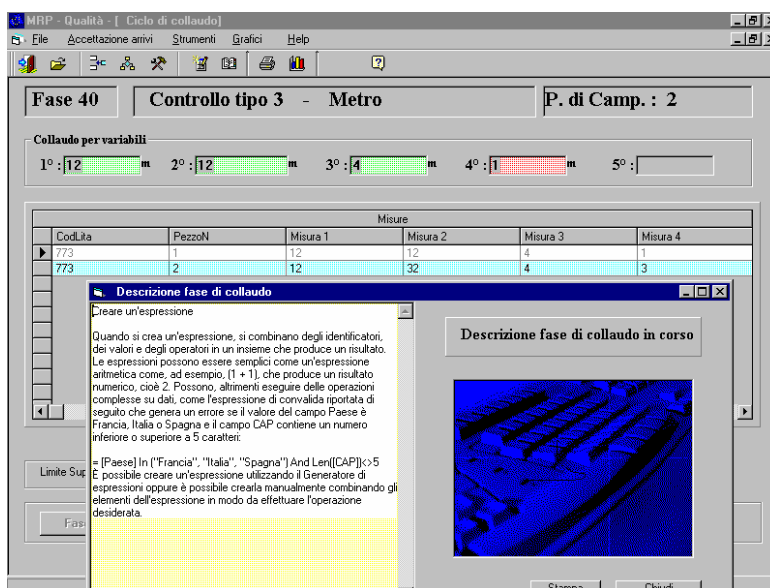 MRP - Qualità - [ Ciclo di collaudo]
File Accettazione arrivi Strumenti Grafici Help
Fase 40 Controllo tipo 3 - Metro P. di Camp. : 2
Collaudo per variabili
1° : 12 m 2° : 12 m 3° : 4 m 4° : 1 m 5° :
Misure
CodLita PezzoN Misura 1 Misura 2 Misura 3 Misura 4
773 1 12 12 4 1
773 2 12 32 4 3
Descrizione fase di collaudo
Creare un'espressione
Quando si crea un'espressione, si combinano degli identificatori,
dei valori e degli operatori in un insieme che produce un risultato.
Le espressioni possono essere semplici come un'espressione
aritmetica come, ad esempio, (1 + 1), che produce un risultato
numerico, cioè 2. Possono, altrimenti eseguire delle operazioni
complesse su dati, come l'espressione di convalida riportata di
seguito che genera un errore se il valore del campo Paese è
Francia, Italia o Spagna e il campo CAP contiene un numero
inferiore o superiore a 5 caratteri:
= [Paese] In ("Francia", "Italia", "Spagna") And Len([CAP])<>5
È possibile creare un'espressione utilizzando il Generatore di
espressioni oppure è possibile crearla manualmente combinando gli
elementi dell'espressione in modo da effettuare l'operazione
desiderata.
Descrizione fase di collaudo in corso
Limite Sup
Fase
Stampa Chiudi